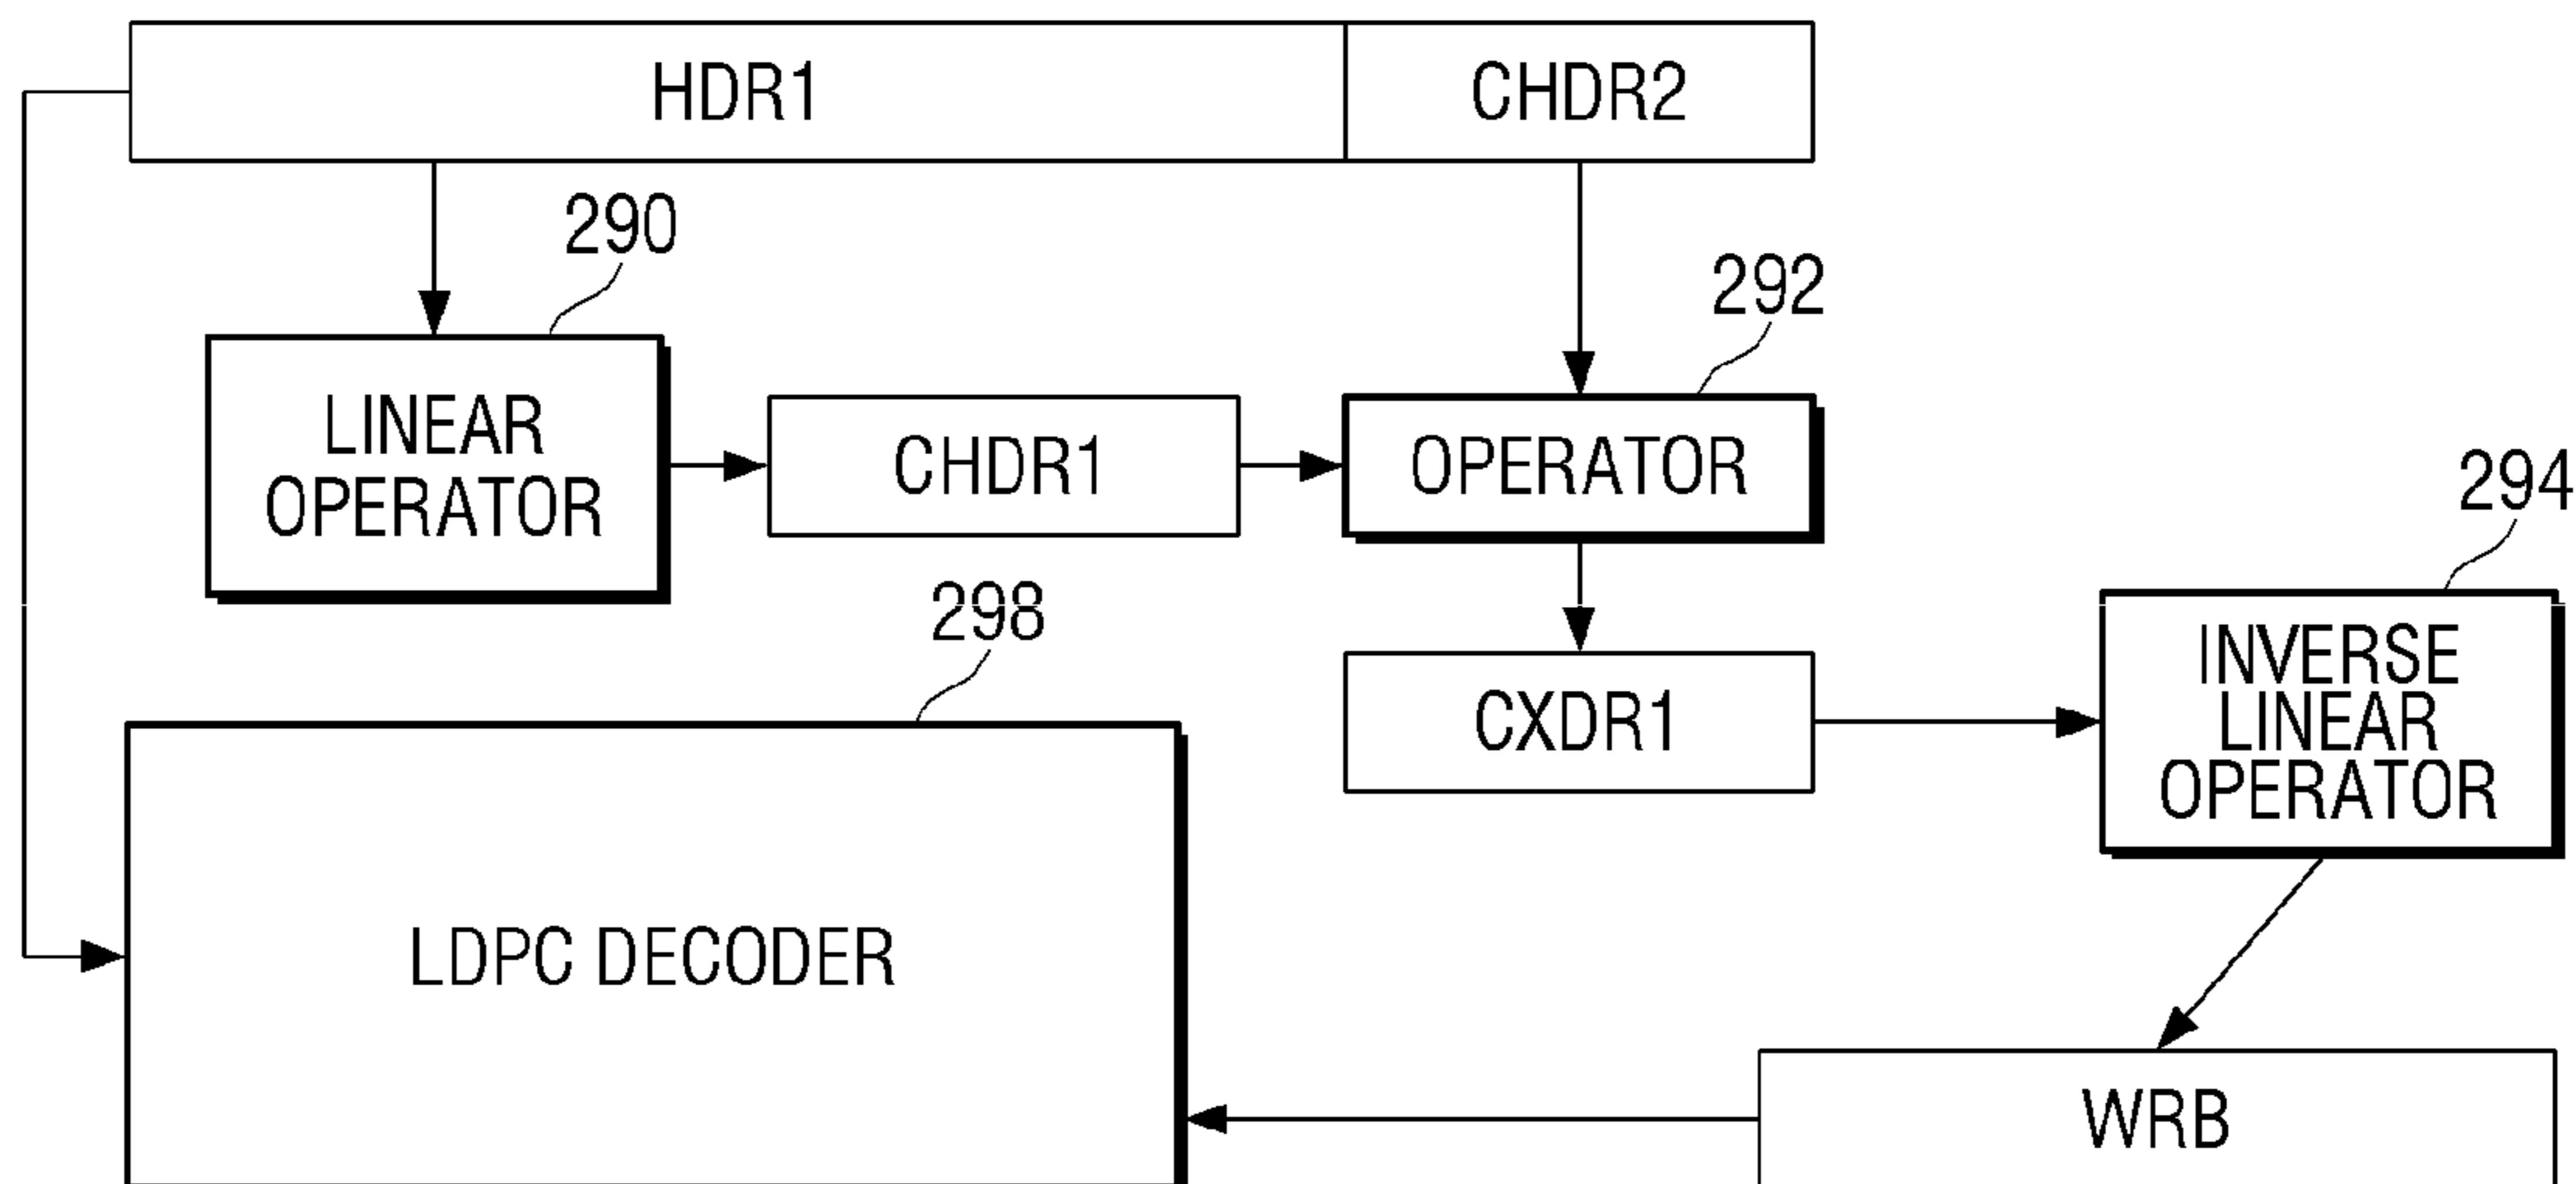 HDR1
CHDR2
290
292
LINEAR
OPERATOR
CHDR1
OPERATOR
294
298
CXDR1
INVERSE
LINEAR
OPERATOR
LDPC DECODER
WRB